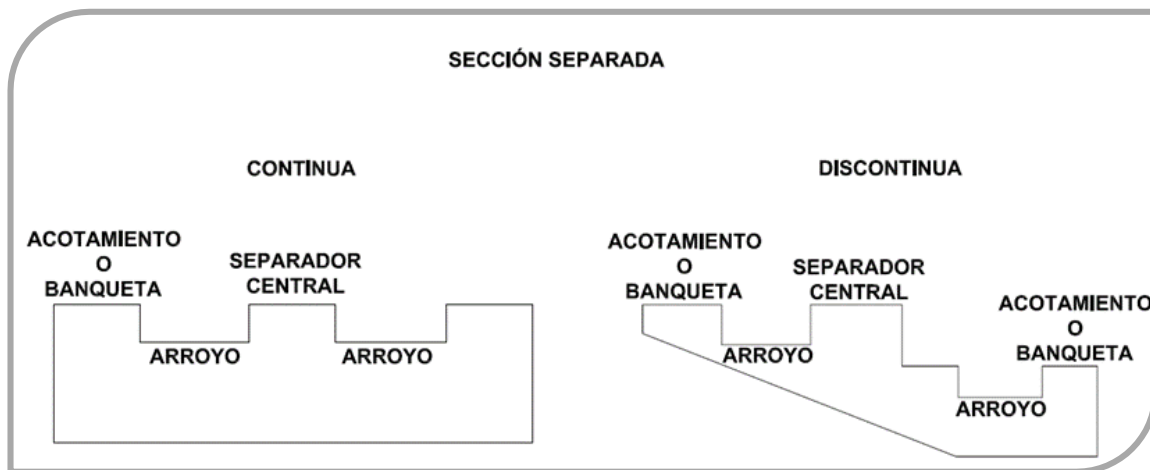 SECCIÓN SEPARADA
CONTINUA
ACOTAMIENTO
O
BANQUETA
SEPARADOR
CENTRAL
ARROYO
ARROYO
DISCONTINUA
ACOTAMIENTO
O
BANQUETA
SEPARADOR
CENTRAL
ARROYO
ACOTAMIENTO
O
BANQUETA
ARROYO